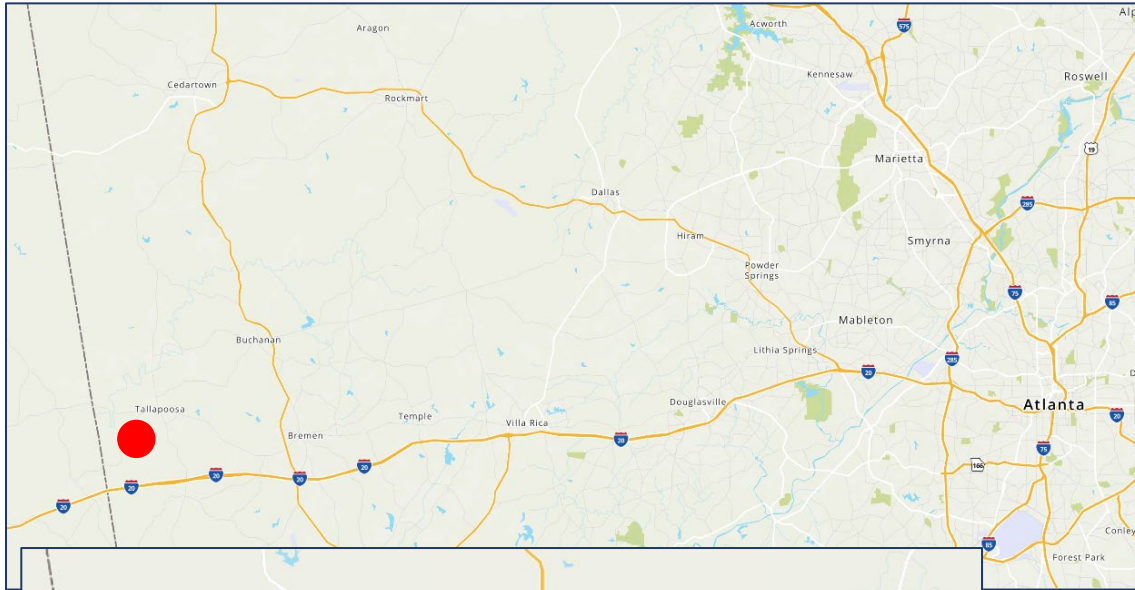 Alp
Aragon
Acworth
575
Kennesaw
Roswell
Cedartown
Rockmart
19
Marietta
Dallas
285
Hiram
Smyrna
Powder
Springs
75
85
Mableton
Buchanan
Lithia Springs
285
20
D
Tallapoosa
Temple
Douglasville
Atlanta
20
Villa Rica
Bremen
20
75
20
166
20
20
20
20
Conley
85
Forest Park